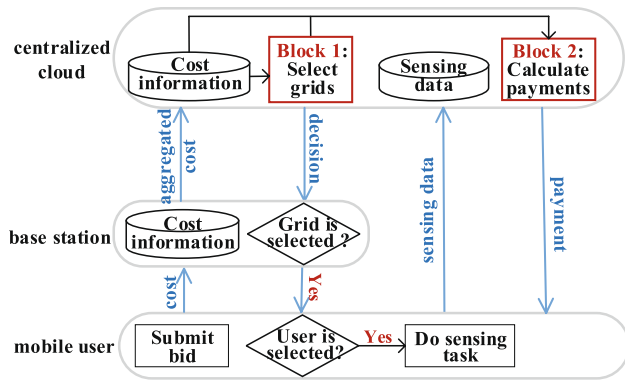 centralized
cloud
Cost
information
Block 1:
Select
grids
Sensing
data
Block 2:
Calculate
payments
aggregated
cost
decision
sensing data
payment
base station
Cost
information
Grid is
selected ?
cost
Yes
mobile user
Submit
bid
User is
selected?
Yes
Do sensing
task